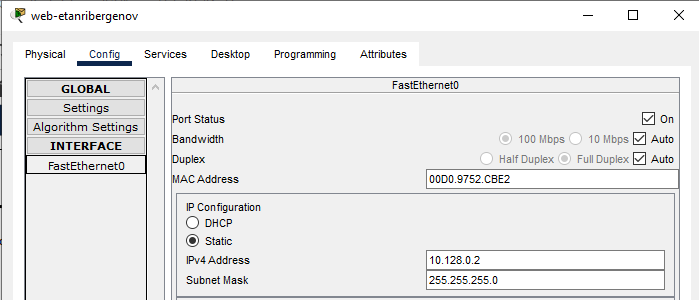 web-etanribergenov
Physical Config Services Desktop Programming Attributes
GLOBAL
Settings
Algorithm Settings
INTERFACE
FastEthernet0
FastEthernet0
Port Status On
Bandwidth 100 Mbps 10 Mbps Auto
Duplex Half Duplex Full Duplex Auto
MAC Address 00D0.9752.CBE2
IP Configuration
DHCP
Static
IPv4 Address 10.128.0.2
Subnet Mask 255.255.255.0